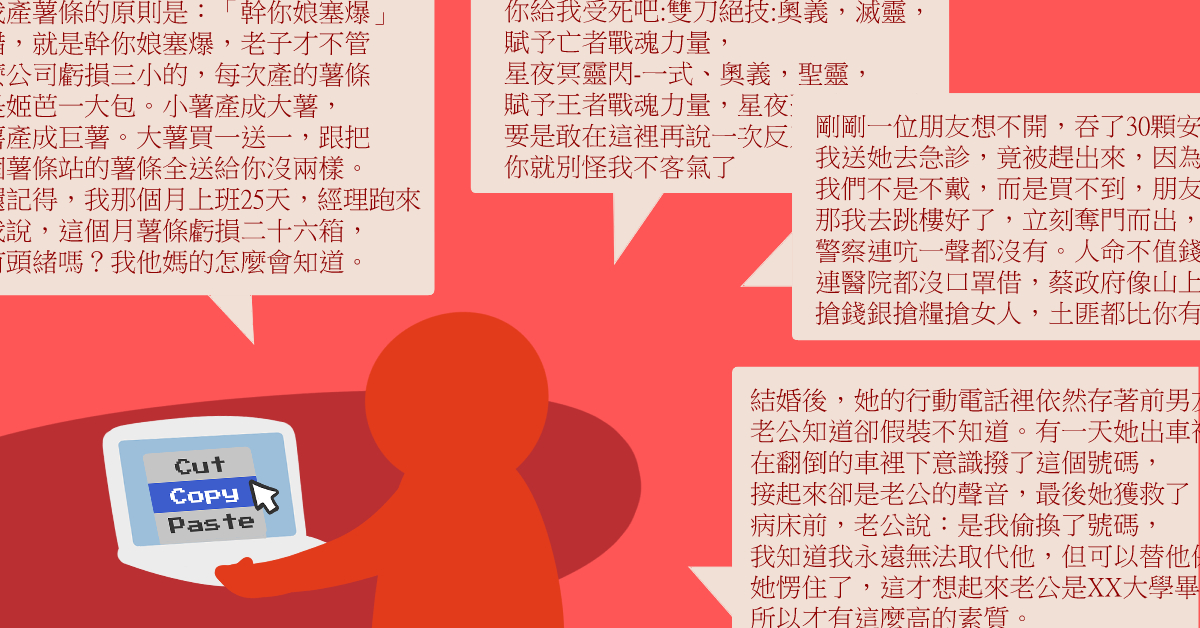 產薯條的原則是：「幹你娘塞爆」
，就是幹你娘塞爆，老子才不管
公司虧損三小的，每次產的薯條
姬芭一大包。小薯產成大薯，
產成巨薯。大薯買一送一，跟把
薯條站的薯條全送給你沒兩樣。
記得，我那個月上班25天，經理跑來
說，這個月薯條虧損二十六箱，
頭緒嗎？我他媽的怎麼會知道。
你給我受死吧:雙刀絕技:奧義，滅靈，
賦予亡者戰魂力量，
星夜冥靈閃-一式、奧義，聖靈，
賦予王者戰魂力量，星夜
要是敢在這裡再說一次反
你就別怪我不客氣了
剛剛一位朋友想不開，吞了30顆安
我送她去急診，竟被趕出來，因為
我們不是不戴，而是買不到，朋友
那我去跳樓好了，立刻奪門而出，
警察連吭一聲都沒有。人命不值錢
連醫院都沒口罩借，蔡政府像山上
搶錢銀搶糧搶女人，土匪都比你有
結婚後，她的行動電話裡依然存著前男友
老公知道卻假裝不知道。有一天她出車禍
在翻倒的車裡下意識撥了這個號碼，
接起來卻是老公的聲音，最後她獲救了
病床前，老公說：是我偷換了號碼，
我知道我永遠無法取代他，但可以替他
她愣住了，這才想起來老公是XX大學畢
所以才有這麼高的素質。
Cut
Copy
Paste